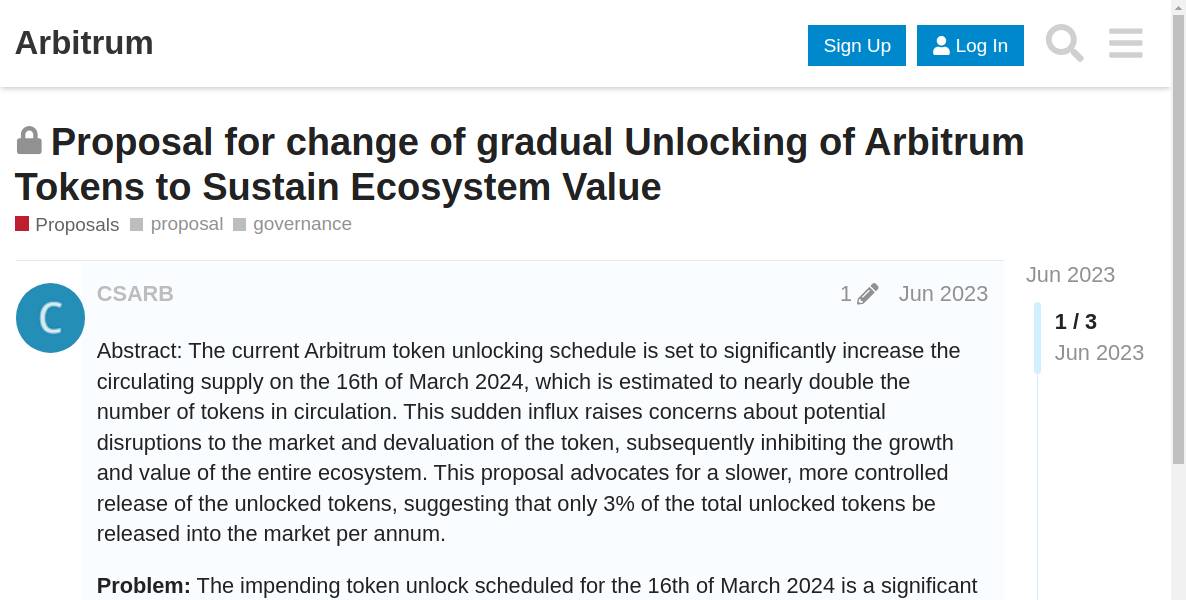 Arbitrum
Sign Up
Log In
Proposal for change of gradual Unlocking of Arbitrum
Tokens to Sustain Ecosystem Value
Proposals proposal governance
C
CSARB
1
Jun 2023
Abstract: The current Arbitrum token unlocking schedule is set to significantly increase the
circulating supply on the 16th of March 2024, which is estimated to nearly double the
number of tokens in circulation. This sudden influx raises concerns about potential
disruptions to the market and devaluation of the token, subsequently inhibiting the growth
and value of the entire ecosystem. This proposal advocates for a slower, more controlled
release of the unlocked tokens, suggesting that only 3% of the total unlocked tokens be
released into the market per annum.
Problem: The impending token unlock scheduled for the 16th of March 2024 is a significant
Jun 2023
1 / 3
Jun 2023